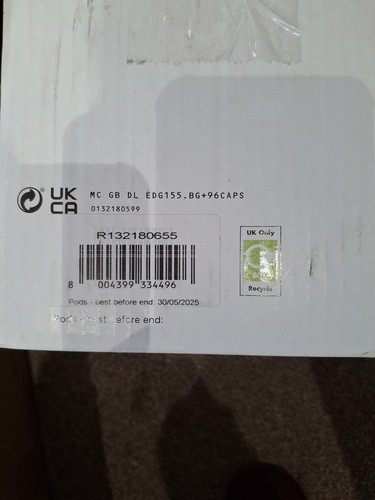 UK
CA
MC GB DL EDG155.BG+96CAPS
0132180599
R132180655
8 004399 334496
Pods - best before end: 30/05/2025
Pods - best before end:
UK Only
Recycle